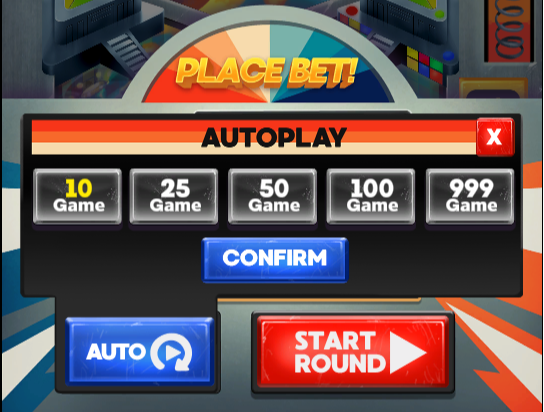 PLACE BET!
AUTOPLAY
X
10 25 50 100 999
Game Game Game Game Game
CONFIRM
AUTO
START
ROUND